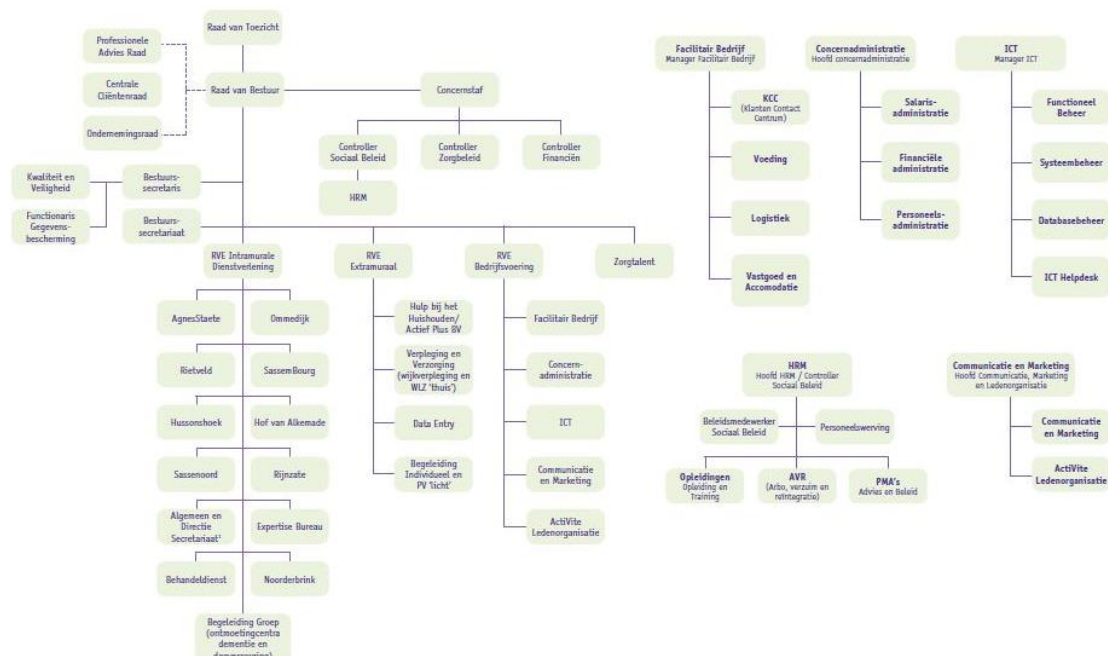 Raad van Toezicht
Professionele
Advies Raad
Centrale
Cliëntenraad
Ondernemingsraad
Raad van Bestuur
Concernstaf
Controller
Sociaal Beleid
Controller
Zorgbeleid
Controller
Financiën
HRM
Kwaliteit en
Veiligheid
Bestuurs-
secretaris
Functionaris
Gegevens-
bescherming
Bestuurs-
secretariaat
RVE Intramurale
Dienstverlening
RVE
Extramuraal
RVE
Bedrijfsvoering
Zorgtalent
AgnesStaete
Ommedijk
Rietveld
SassemBourg
Hussonshoek
Hof van Alkemade
Sassenoord
Rijnzate
Algemeen en
Directie
Secretariaat¹
Expertise Bureau
Behandeldienst
Noorderbrink
Begeleiding Groep
(ontmoetingcentra
dementie en
Hulp bij het
Huishouden/
Actief Plus BV
Verpleging en
Verzorging
(wijkverpleging en
WLZ 'thuis')
Data Entry
Begeleiding
Individueel en
PV 'licht'
Facilitair Bedrijf
Concern-
administratie
ICT
Communicatie
en Marketing
ActiVite
Ledenorganisatie
Facilitair Bedrijf
Manager Facilitair Bedrijf
KCC
(Klanten Contact
Centrum)
Voeding
Logistiek
Vastgoed en
Accomodatie
Concernadministratie
Hoofd concernadministratie
Salaris-
administratie
Financiële
administratie
Personeels-
administratie
ICT
Manager ICT
Functioneel
Beheer
Systeembeheer
Databasebeheer
ICT Helpdesk
HRM
Hoofd HRM / Controller
Sociaal Beleid
Beleidsmedewerker
Sociaal Beleid
Personeelswerving
Opleidingen
Opleiding en
Training
AVR
(Arbo, verzuim en
reïntegratie)
PMA's
Advies en Beleid
Communicatie en Marketing
Hoofd Communicatie, Marketing
en Ledenorganisatie
Communicatie
en Marketing
ActiVite
Ledenorganisatie